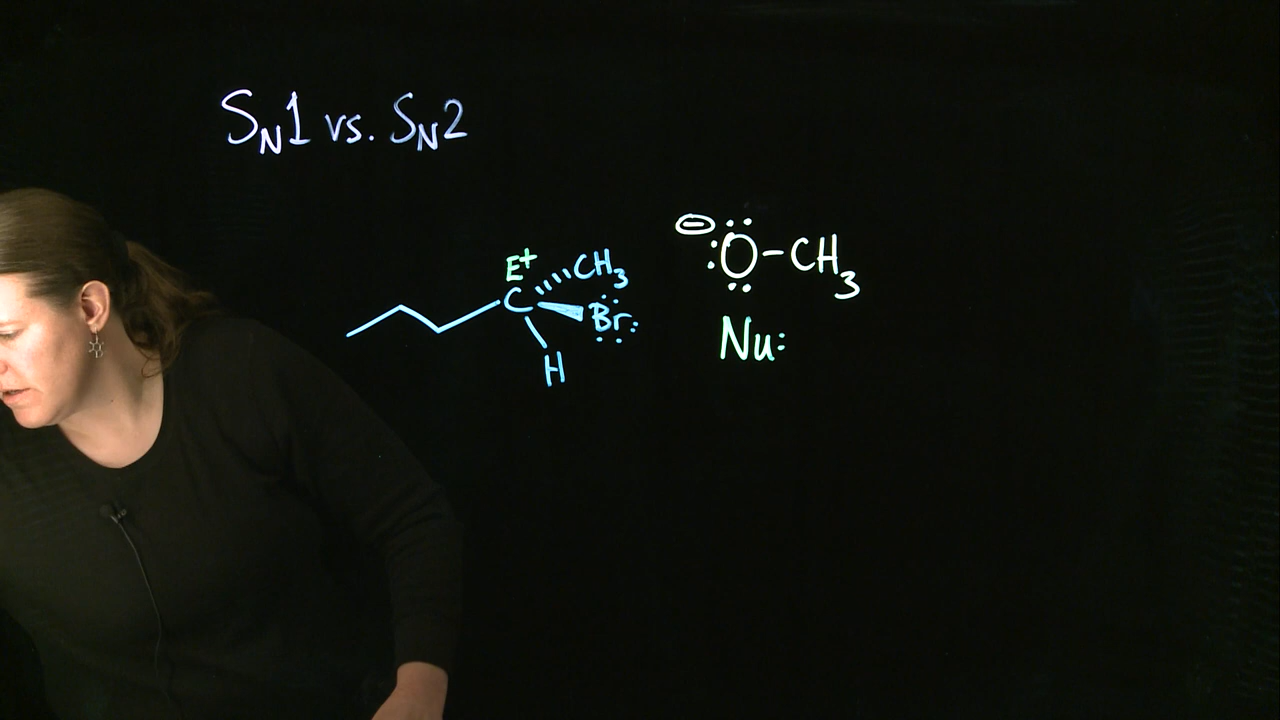 SN1 vs. SN2
⊖ :Ö-CH3
E+
C CH3
Br:
H
Nu: